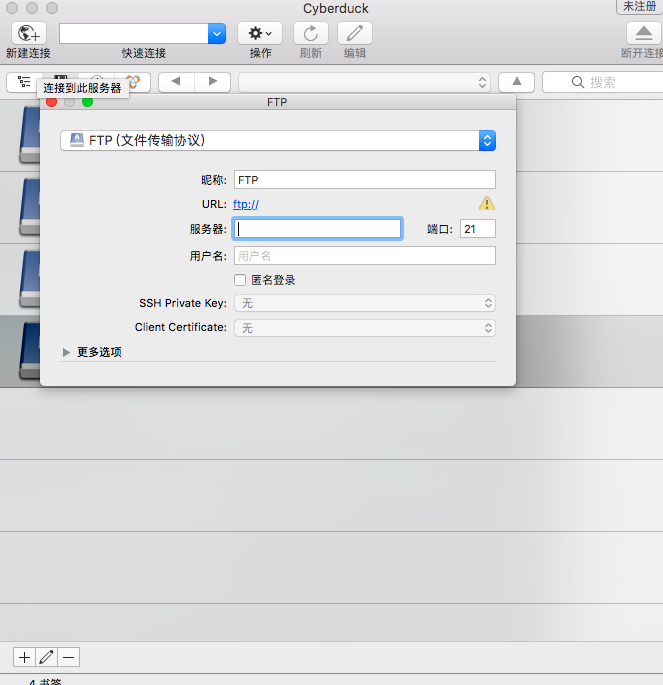 Cyberduck
未注册
新建连接
快速连接
操作
刷新
编辑
断开连接
连接到此服务器
搜索
FTP
FTP (文件传输协议)
昵称: FTP
URL: ftp://
服务器: 端口: 21
用户名: 用户名
匿名登录
SSH Private Key: 无
Client Certificate: 无
更多选项
4 书签